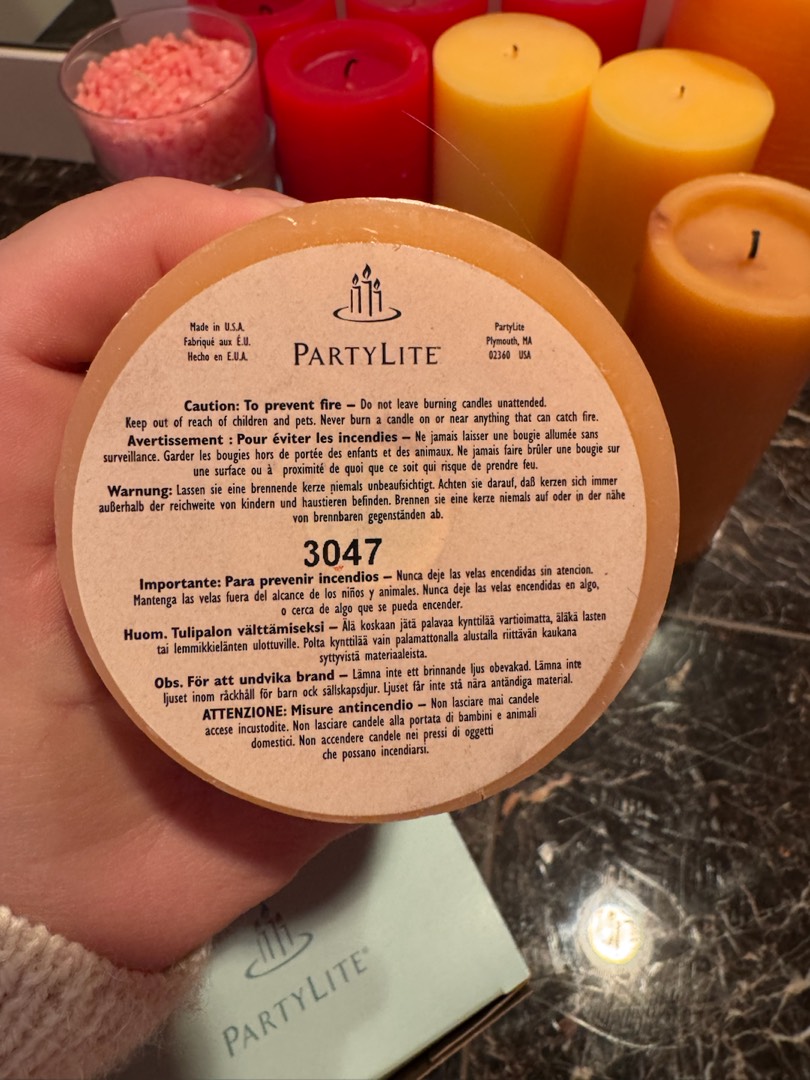 Made in U.S.A.
Fabriqué aux É.U.
Hecho en E.U.A.
PARTYLITE™
PartyLite
Plymouth, MA
02360 USA
Caution: To prevent fire – Do not leave burning candles unattended.
Keep out of reach of children and pets. Never burn a candle on or near anything that can catch fire.
Avertissement : Pour éviter les incendies – Ne jamais laisser une bougie allumée sans
surveillance. Garder les bougies hors de portée des enfants et des animaux. Ne jamais faire brûler une bougie sur
une surface ou à proximité de quoi que ce soit qui risque de prendre feu.
Warnung: Lassen sie eine brennende kerze niemals unbeaufsichtigt. Achten sie darauf, daß kerzen sich immer
außerhalb der reichweite von kindern und haustieren befinden. Brennen sie eine kerze niemals auf oder in der nähe
von brennbaren gegenständen ab.
3047
Importante: Para prevenir incendios – Nunca deje las velas encendidas sin atencion.
Mantenga las velas fuera del alcance de los niños y animales. Nunca deje las velas encendidas en algo,
o cerca de algo que se pueda encender.
Huom. Tulipalon välttämiseksi – Älä koskaan jätä palavaa kynttilää vartioimatta, äläkä lasten
tai lemmikkielänten ulottuville. Polta kynttilää vain palamattomalla alustalla riittävän kaukana
syttyvistä materiaaleista.
Obs. För att undvika brand – Lämna inte ett brinnande ljus obevakad. Lämna inte
ljuset inom räckhåll för barn ock sällskapsdjur. Ljuset får inte stå nära antändiga material.
ATTENZIONE: Misure antincendio – Non lasciare mai candele
accese incustodite. Non lasciare candele alla portata di bambini e animali
domestici. Non accendere candele nei pressi di oggetti
che possano incendiarsi.
PARTYLITE®